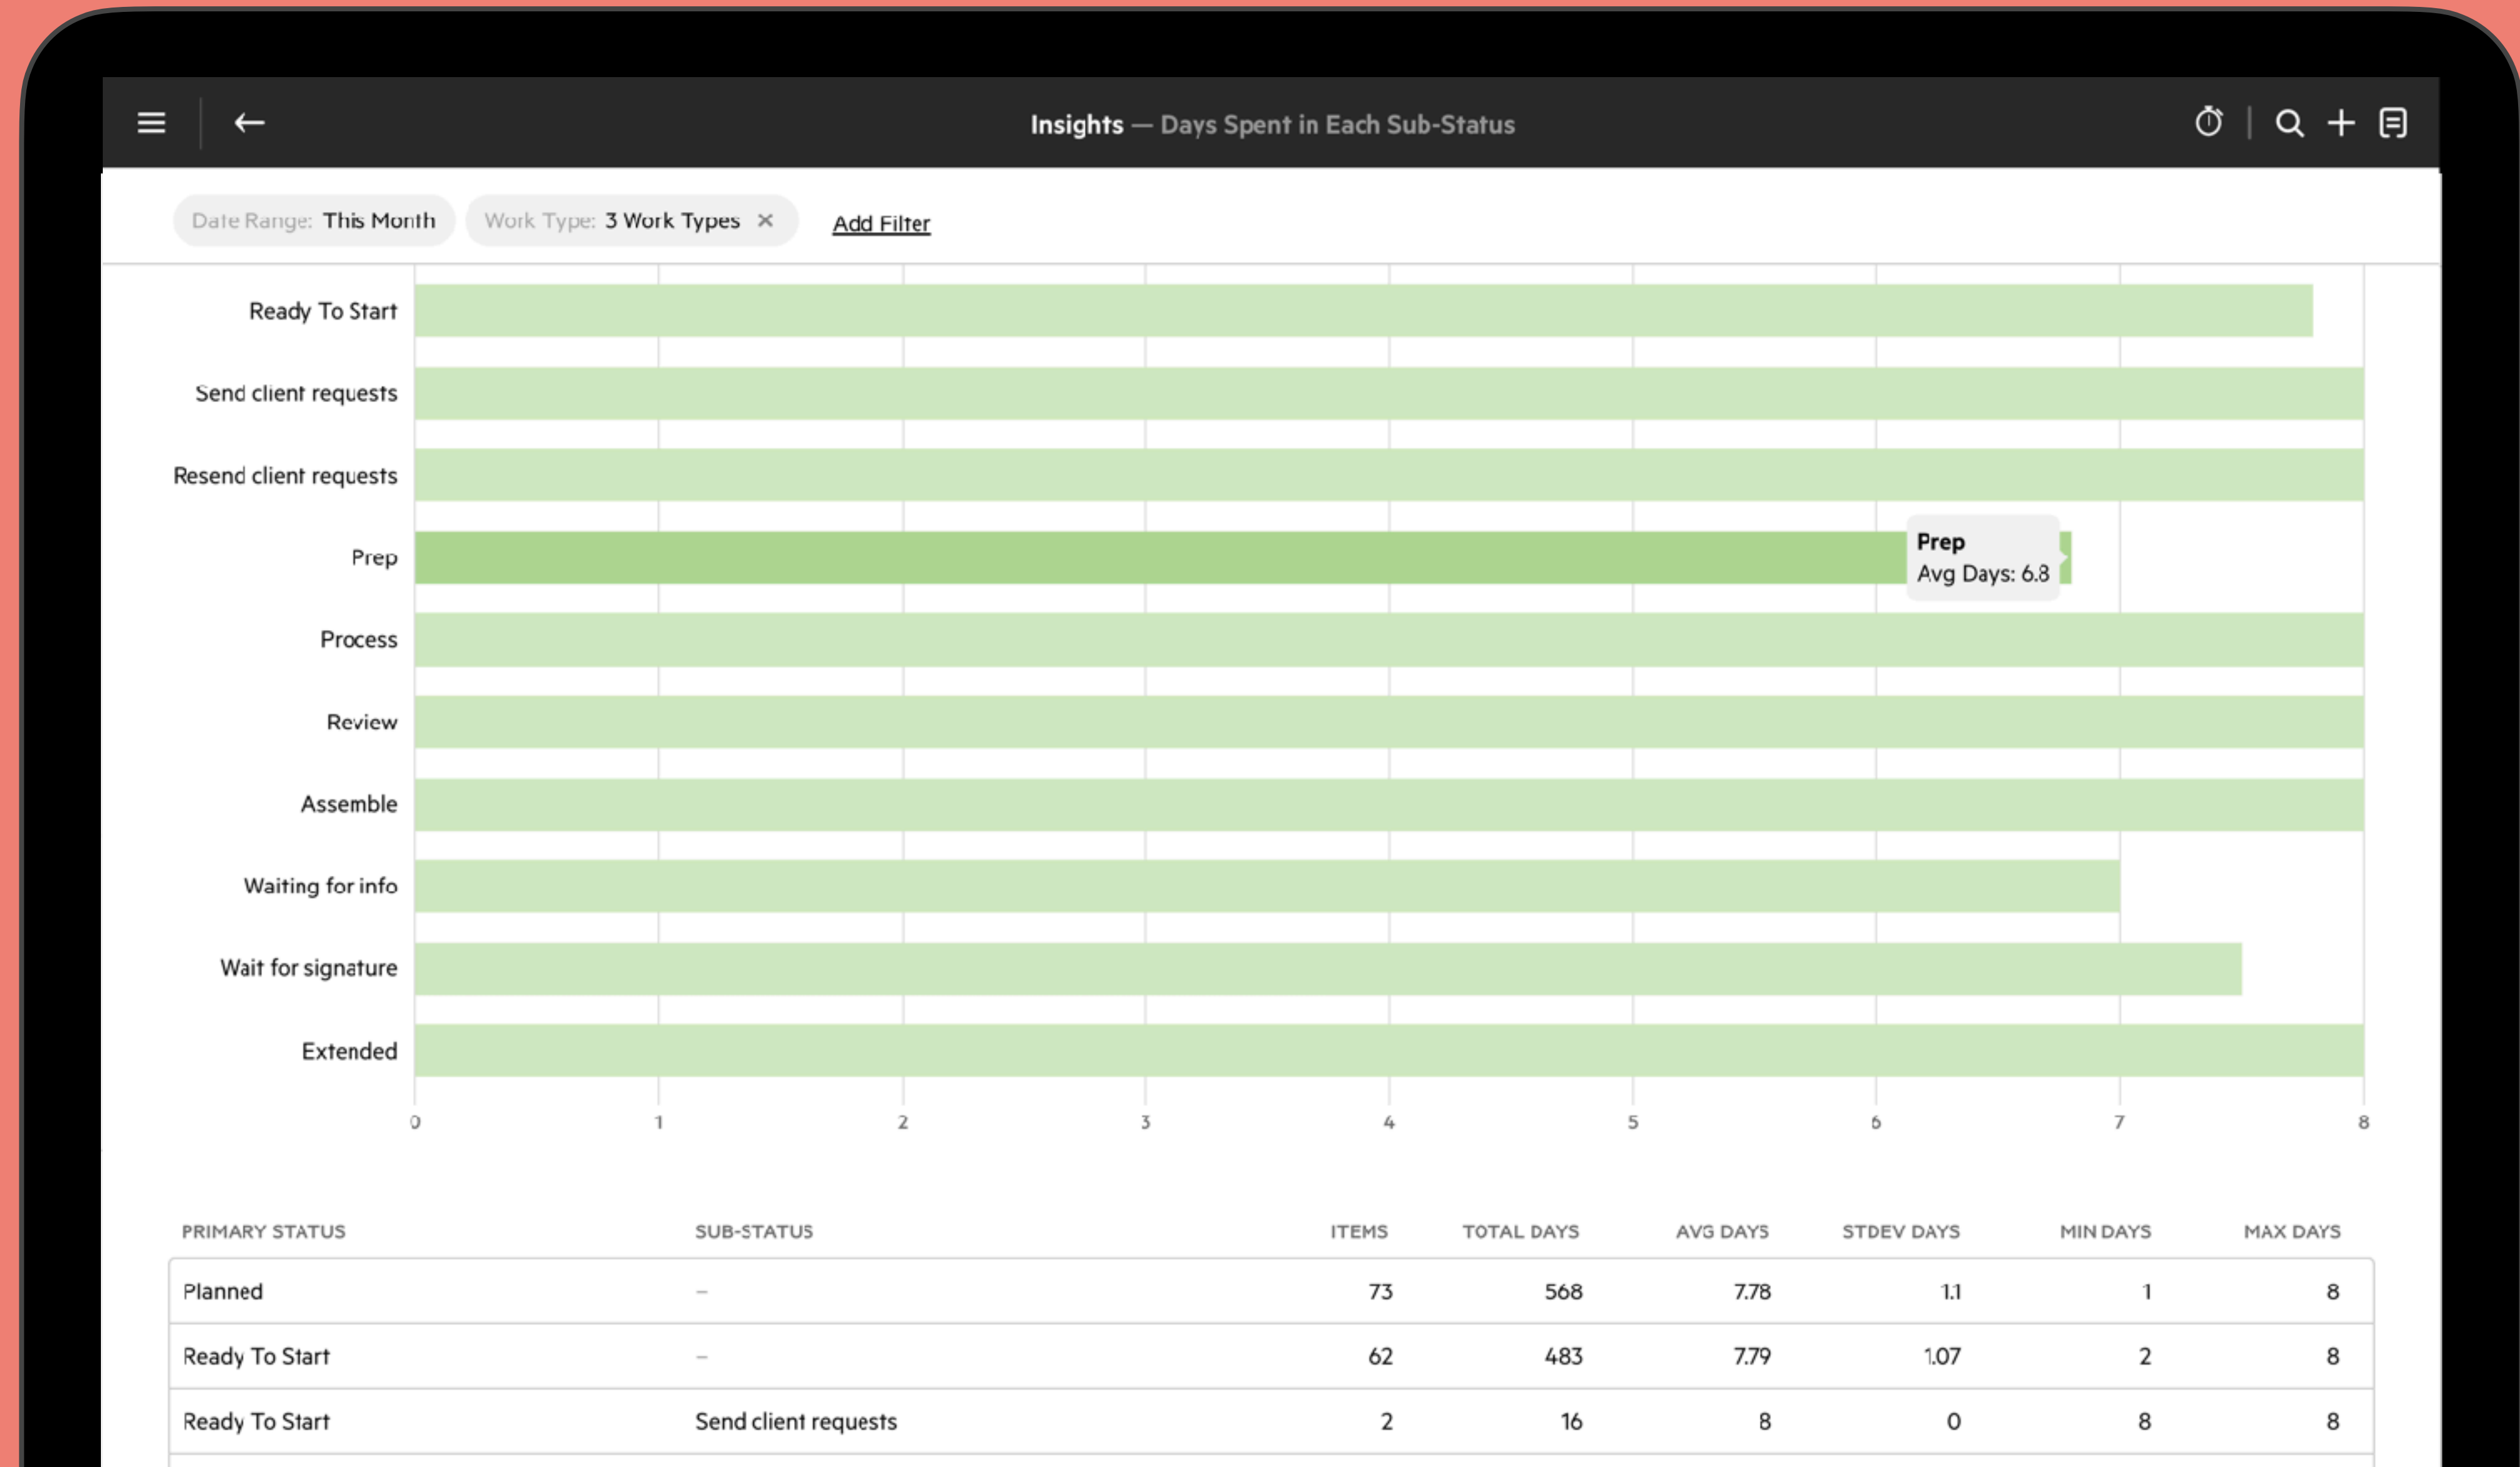 Insights — Days Spent in Each Sub-Status
Date Range: This Month
Work Type: 3 Work Types ×
Add Filter
Ready To Start
Send client requests
Resend client requests
Prep
Prep
Avg Days: 6.8
Process
Review
Assemble
Waiting for info
Wait for signature
Extended
0 1 2 3 4 5 6 7 8
PRIMARY STATUS SUB-STATUS ITEMS TOTAL DAYS AVG DAYS STDEV DAYS MIN DAYS MAX DAYS
Planned – 73 568 7.78 1.1 1 8
Ready To Start – 62 483 7.79 1.07 2 8
Ready To Start Send client requests 2 16 8 0 8 8